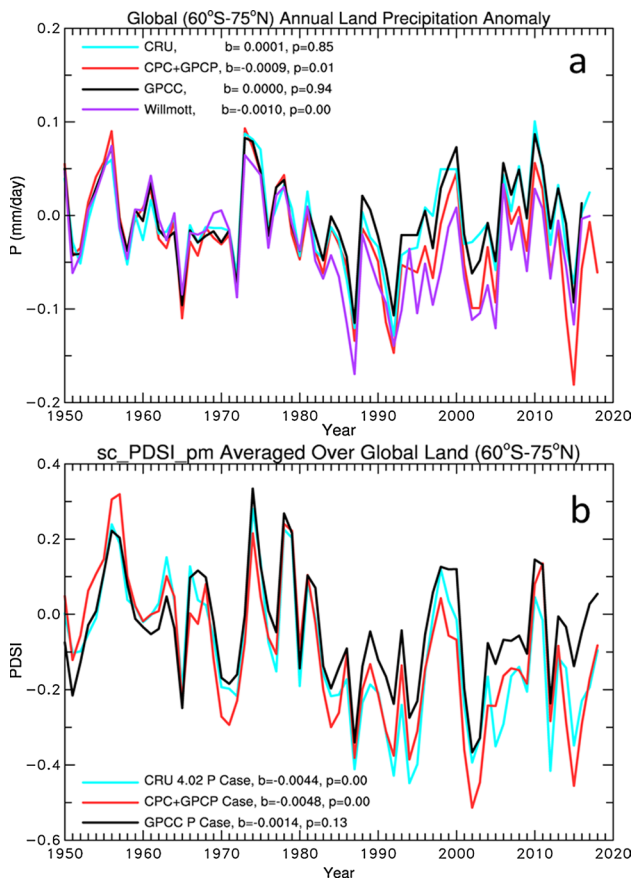 Global (60°S-75°N) Annual Land Precipitation Anomaly
0.2
0.1
0.0
−0.1
−0.2
P (mm/day)
CRU, b= 0.0001, p=0.85
CPC+GPCP, b=-0.0009, p=0.01
GPCC, b= 0.0000, p=0.94
Willmott, b=-0.0010, p=0.00
a
1950 1960 1970 1980 1990 2000 2010 2020
Year
sc_PDSI_pm Averaged Over Global Land (60°S-75°N)
0.4
0.2
0.0
−0.2
−0.4
−0.6
PDSI
b
CRU 4.02 P Case, b=-0.0044, p=0.00
CPC+GPCP Case, b=-0.0048, p=0.00
GPCC P Case, b=-0.0014, p=0.13
1950 1960 1970 1980 1990 2000 2010 2020
Year